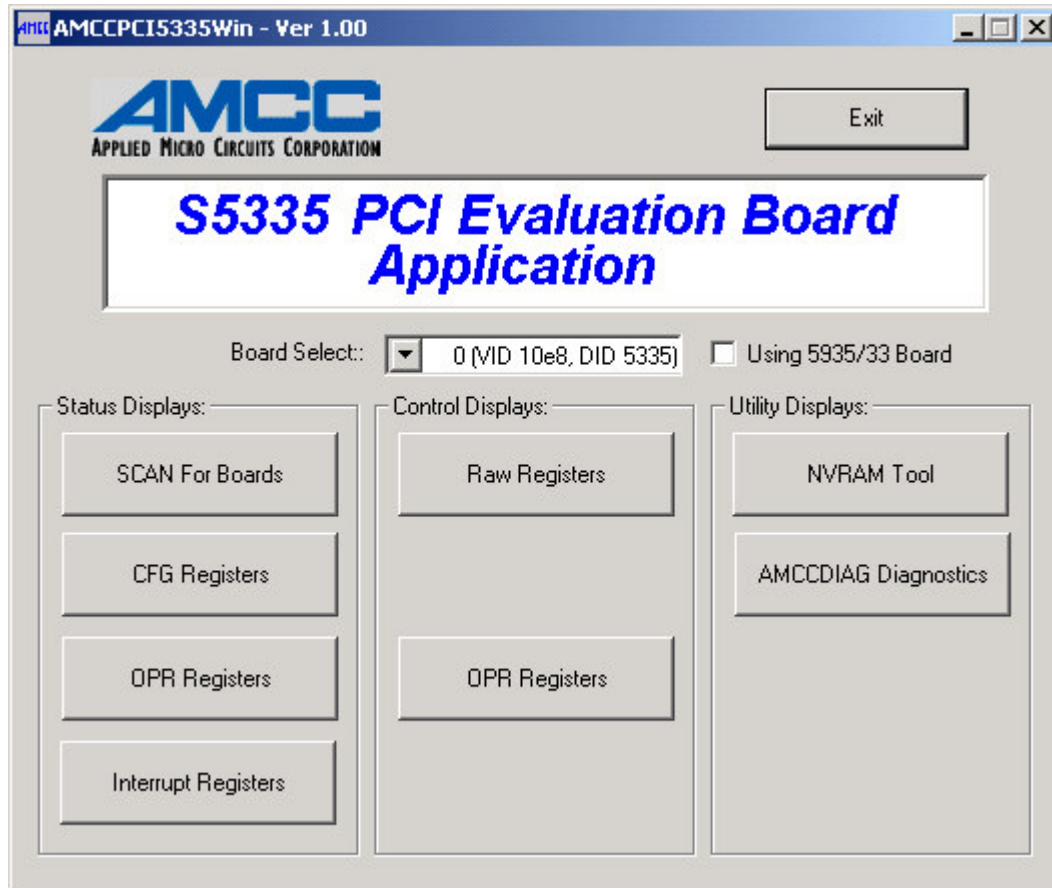 AMCC AMCCPCI5335Win - Ver 1.00
AMCC
APPLIED MICRO CIRCUITS CORPORATION
Exit
S5335 PCI Evaluation Board
Application
Board Select:: 0 (VID 10e8, DID 5335) Using 5935/33 Board
Status Displays:
SCAN For Boards
CFG Registers
OPR Registers
Interrupt Registers
Control Displays:
Raw Registers
OPR Registers
Utility Displays:
NVRAM Tool
AMCCDIAG Diagnostics